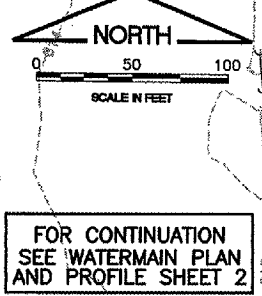 NORTH
0 50 100
SCALE IN FEET
FOR CONTINUATION
SEE WATERMAIN PLAN
AND PROFILE SHEET 2